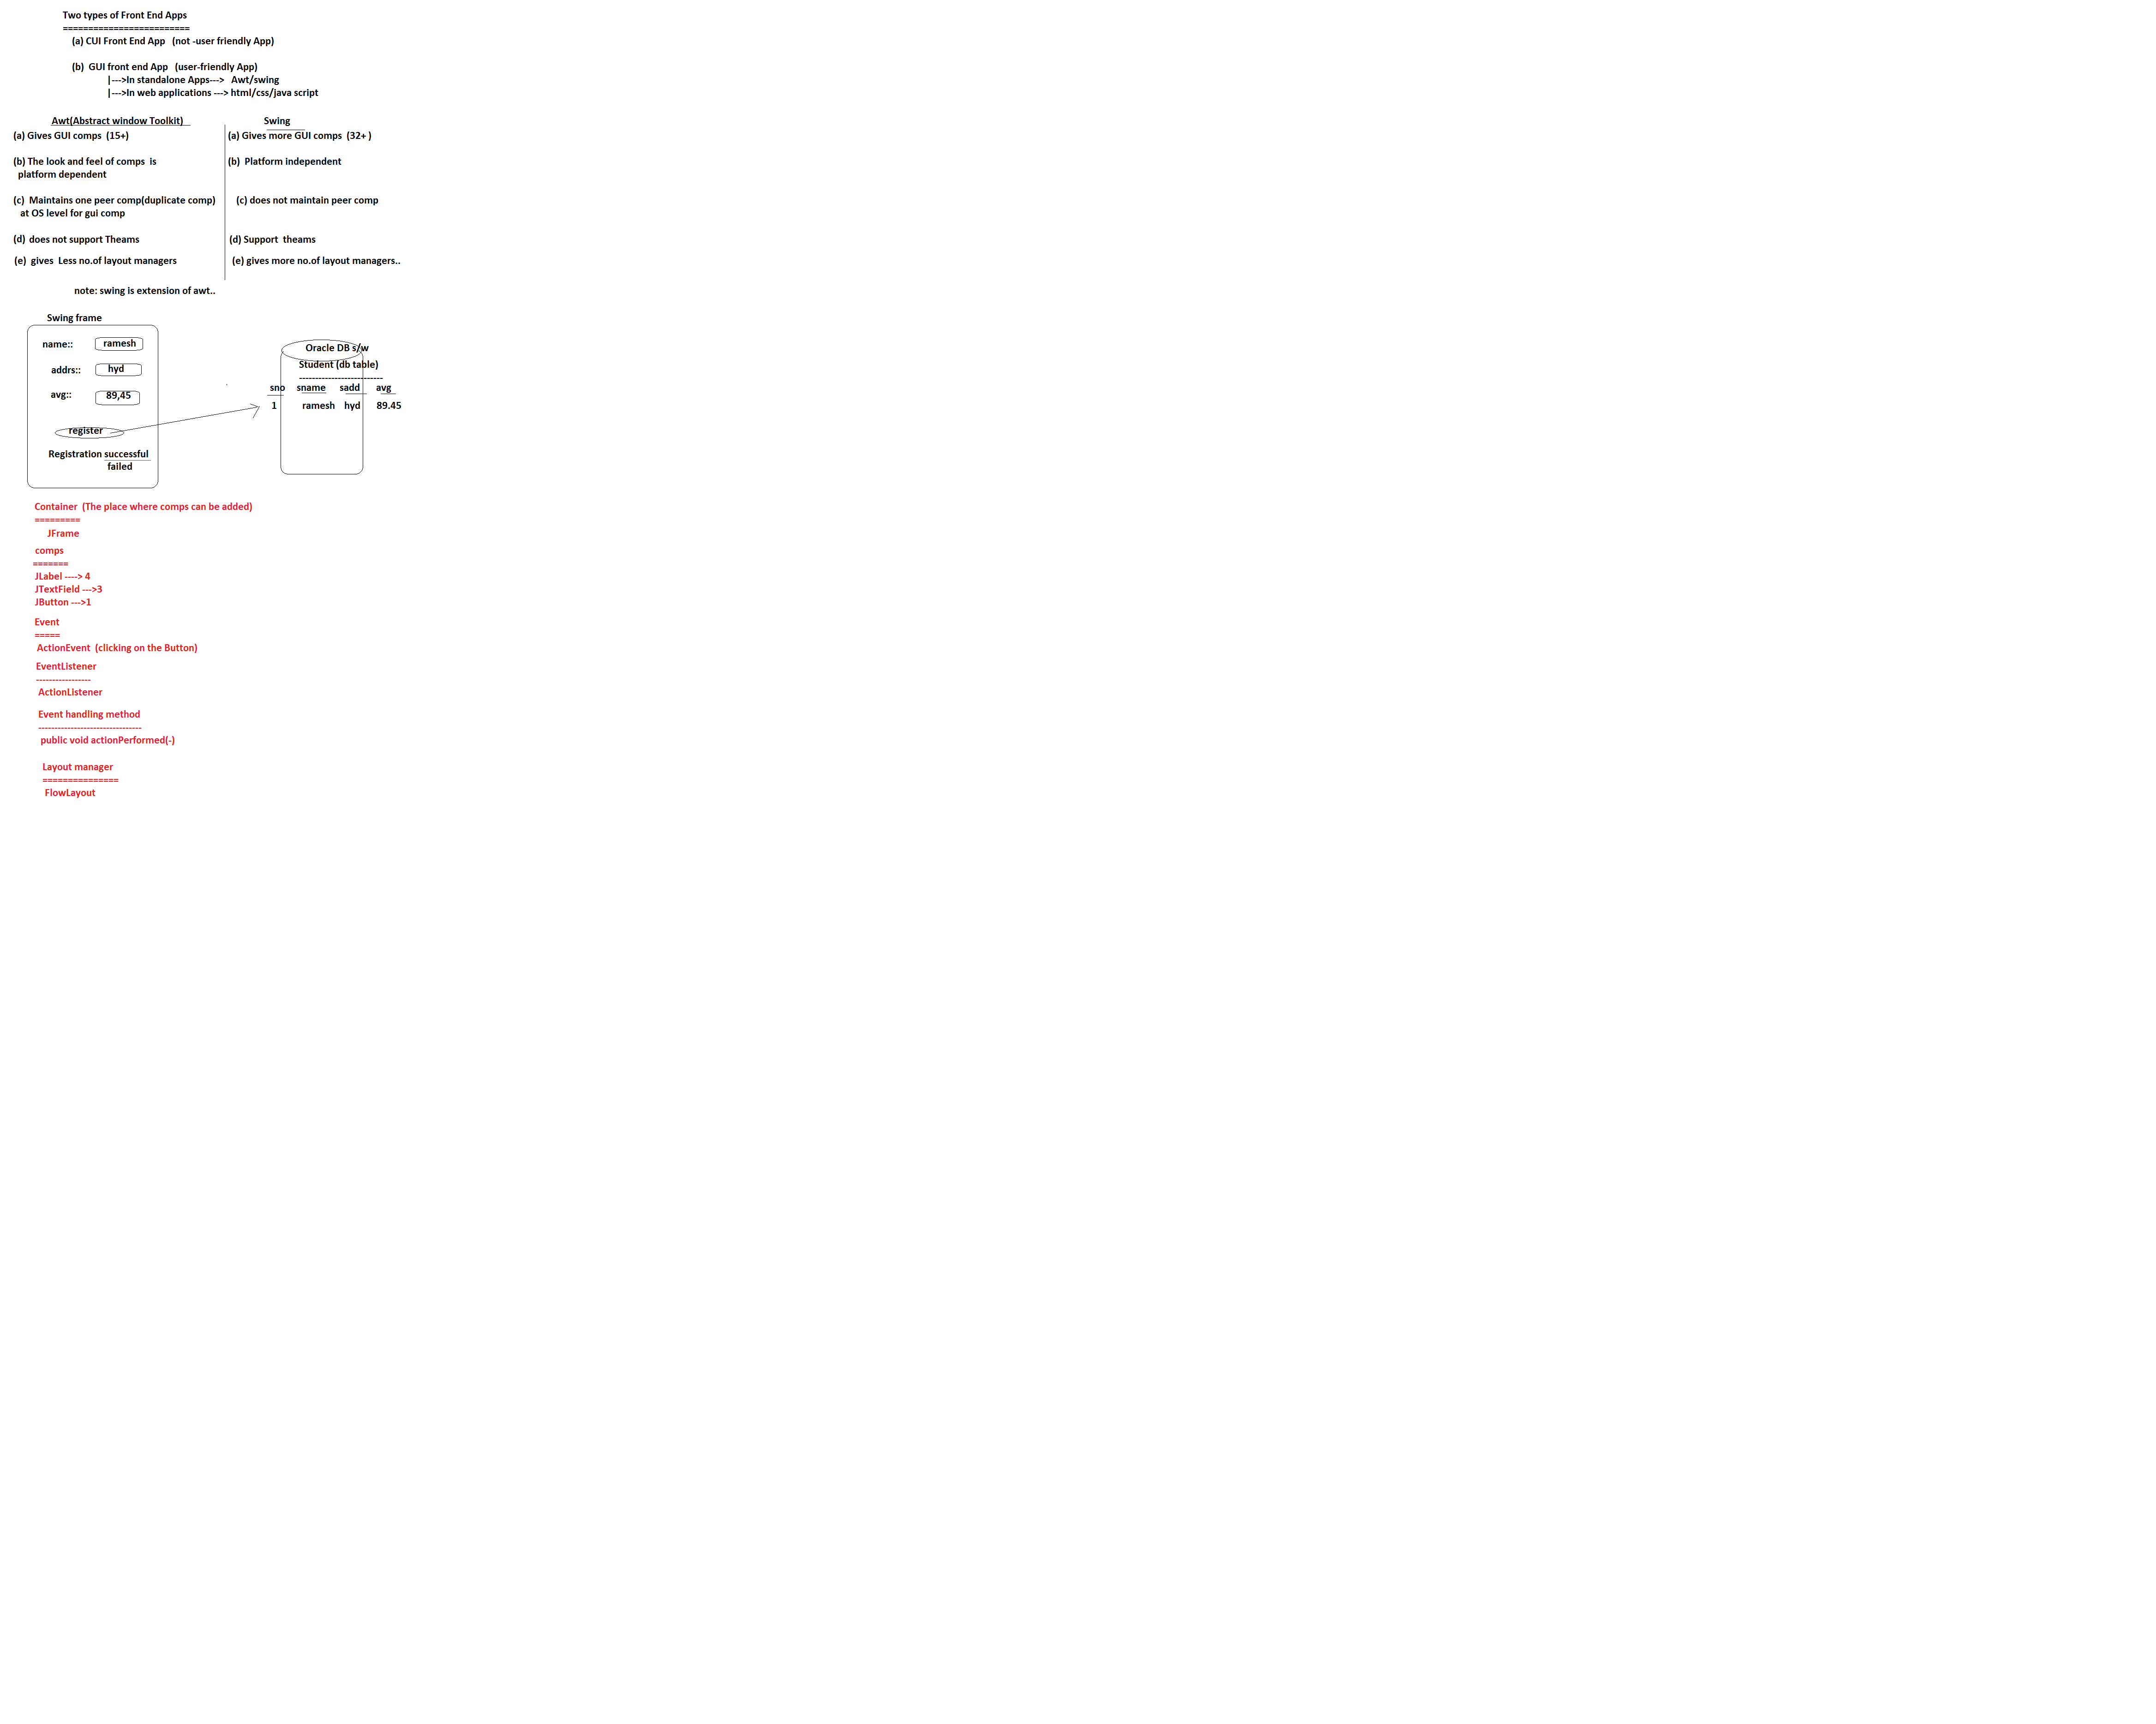 Two types of Front End Apps
=========================
(a) CUI Front End App (not -user friendly App)
(b) GUI front end App (user-friendly App)
|--->In standalone Apps---> Awt/swing
|--->In web applications ---> html/css/java script
Awt(Abstract window Toolkit)
(a) Gives GUI comps (15+)
(b) The look and feel of comps is
platform dependent
(c) Maintains one peer comp(duplicate comp)
at OS level for gui comp
(d) does not support Theams
(e) gives Less no.of layout managers
Swing
(a) Gives more GUI comps (32+ )
(b) Platform independent
(c) does not maintain peer comp
(d) Support theams
(e) gives more no.of layout managers..
note: swing is extension of awt..
Swing frame
name:: ramesh
addrs:: hyd
avg:: 89,45
register
Registration successful
failed
Oracle DB s/w
Student (db table)
--------------------------
sno sname sadd avg
1 ramesh hyd 89.45
Container (The place where comps can be added)
=========
JFrame
comps
=======
JLabel ----> 4
JTextField --->3
JButton --->1
Event
=====
ActionEvent (clicking on the Button)
EventListener
-----------------
ActionListener
Event handling method
--------------------------------
public void actionPerformed(-)
Layout manager
===============
FlowLayout